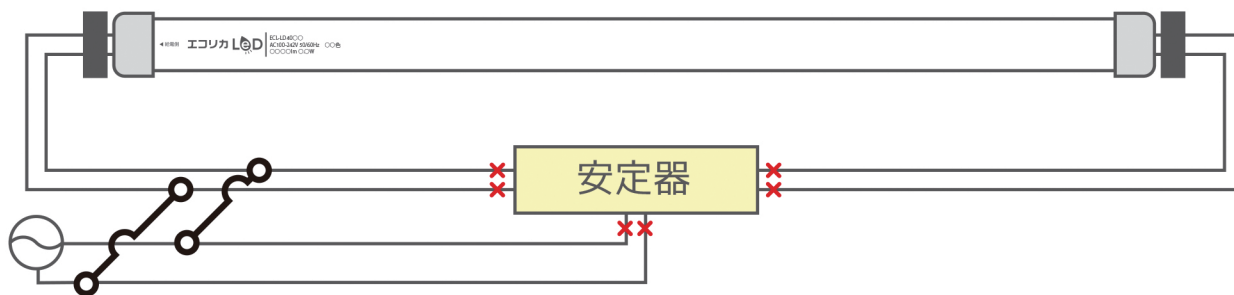 ◀給電側 エコリカ LeD
ECL-LD40○○
AC100-242V 50/60Hz ○○色
○○○○lm ○○W
安定器